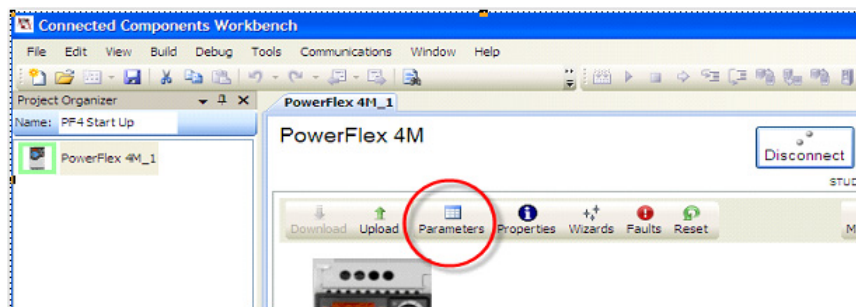 Connected Components Workbench
File Edit View Build Debug Tools Communications Window Help
Project Organizer
PowerFlex 4M_1
Name: PF4 Start Up
PowerFlex 4M
PowerFlex 4M_1
Disconnect
Download Upload Parameters Properties Wizards Faults Reset